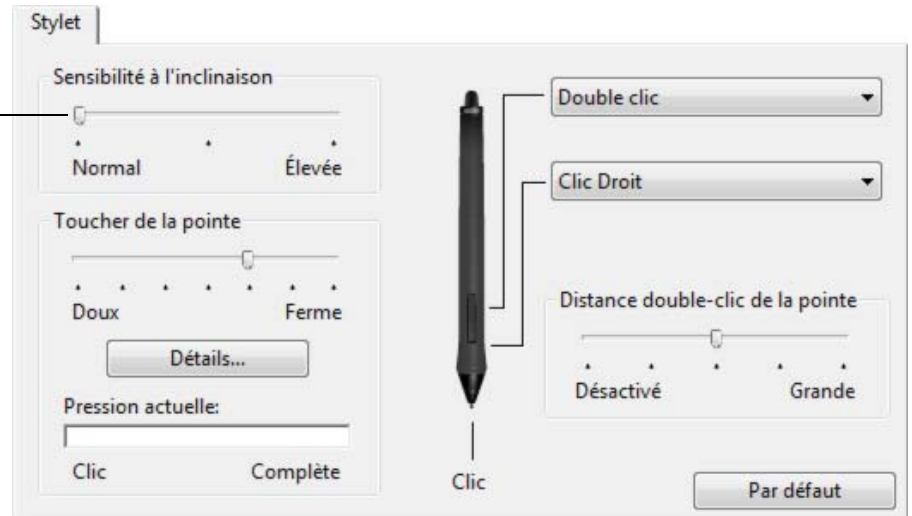 Stylet
Sensibilité à l'inclinaison
Normal Élevée
Toucher de la pointe
Doux Ferme
Détails...
Pression actuelle:
Clic Complète
Double clic
Clic Droit
Clic
Distance double-clic de la pointe
Désactivé Grande
Par défaut